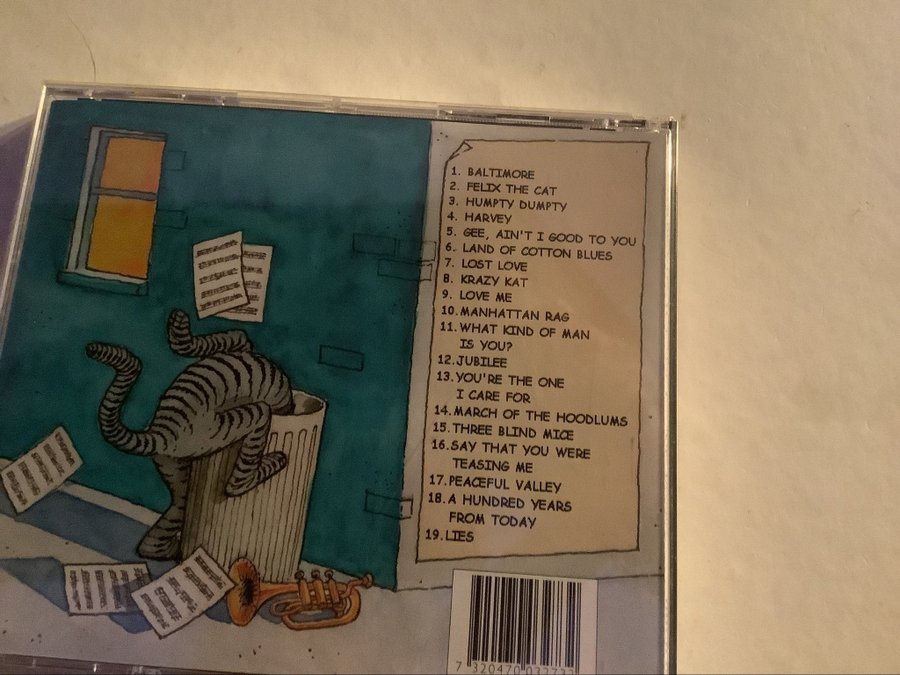 1. BALTIMORE
2. FELIX THE CAT
3. HUMPTY DUMPTY
4. HARVEY
5. GEE, AIN'T I GOOD TO YOU
6. LAND OF COTTON BLUES
7. LOST LOVE
8. KRAZY KAT
9. LOVE ME
10. MANHATTAN RAG
11. WHAT KIND OF MAN
IS YOU?
12. JUBILEE
13. YOU'RE THE ONE
I CARE FOR
14. MARCH OF THE HOODLUMS
15. THREE BLIND MICE
16. SAY THAT YOU WERE
TEASING ME
17. PEACEFUL VALLEY
18. A HUNDRED YEARS
FROM TODAY
19. LIES